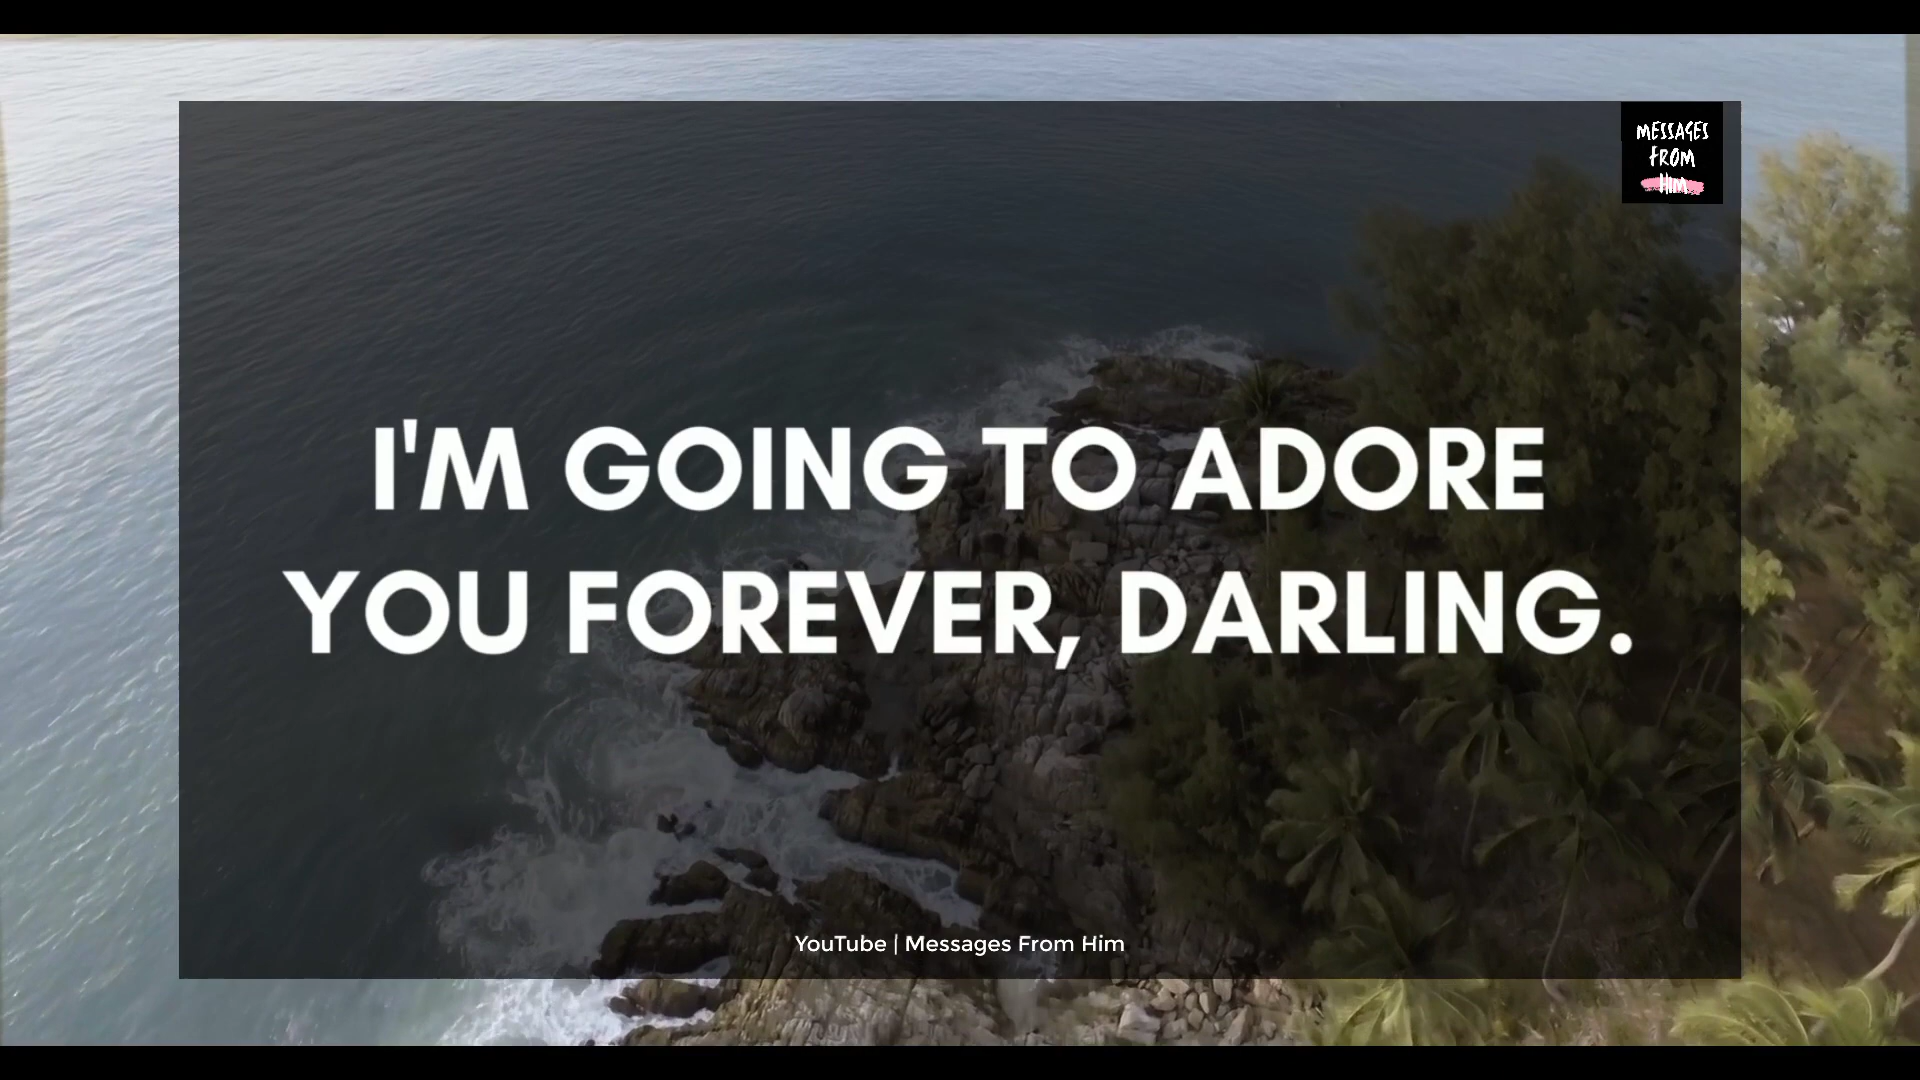 MESSAGES
FROM
HIM
I'M GOING TO ADORE
YOU FOREVER, DARLING.
YouTube | Messages From Him